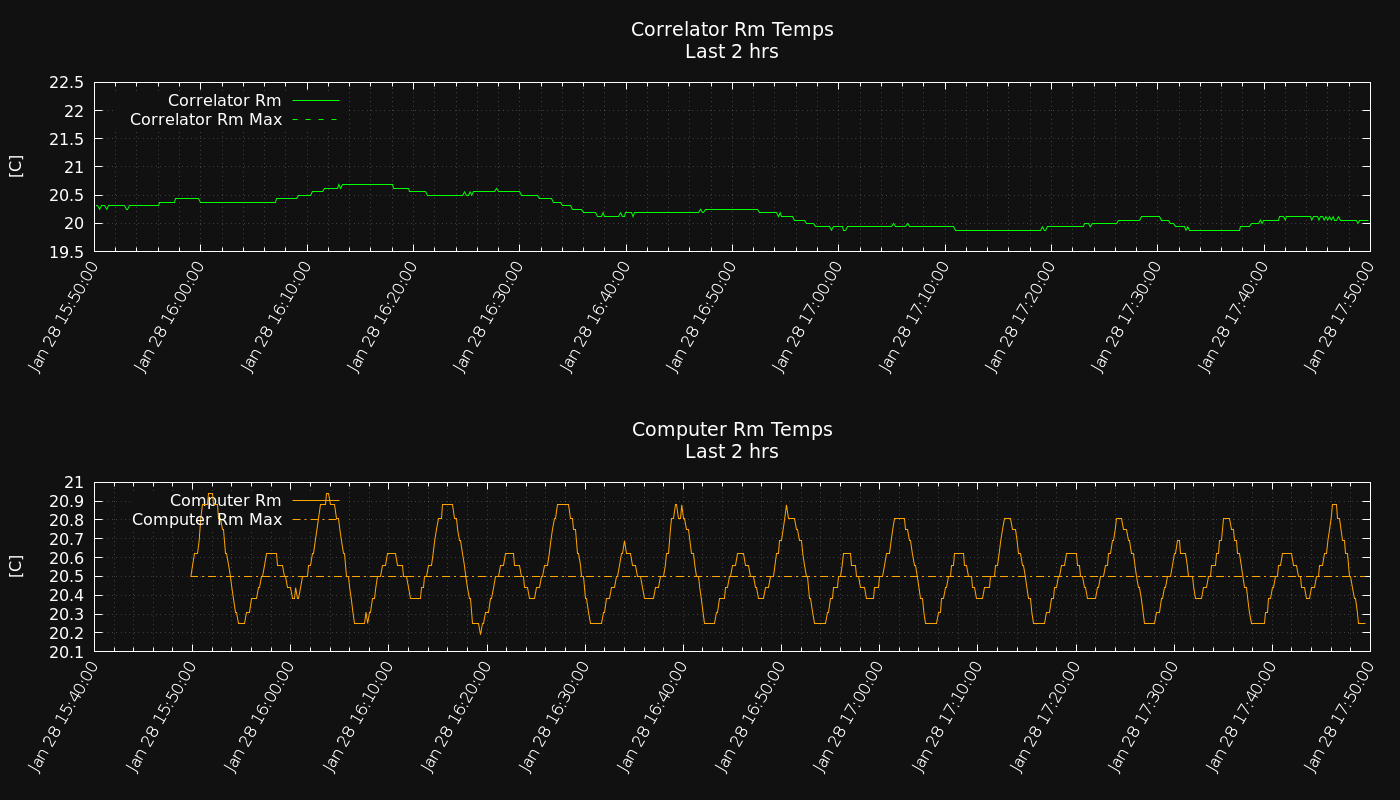 Correlator Rm Temps
Last 2 hrs
22.5
22
21.5
21
20.5
20
19.5
[C]
Correlator Rm
Correlator Rm Max
Jan 28 15:50:00
Jan 28 16:00:00
Jan 28 16:10:00
Jan 28 16:20:00
Jan 28 16:30:00
Jan 28 16:40:00
Jan 28 16:50:00
Jan 28 17:00:00
Jan 28 17:10:00
Jan 28 17:20:00
Jan 28 17:30:00
Jan 28 17:40:00
Jan 28 17:50:00
Computer Rm Temps
Last 2 hrs
21
20.9
20.8
20.7
20.6
20.5
20.4
20.3
20.2
20.1
[C]
Computer Rm
Computer Rm Max
Jan 28 15:40:00
Jan 28 15:50:00
Jan 28 16:00:00
Jan 28 16:10:00
Jan 28 16:20:00
Jan 28 16:30:00
Jan 28 16:40:00
Jan 28 16:50:00
Jan 28 17:00:00
Jan 28 17:10:00
Jan 28 17:20:00
Jan 28 17:30:00
Jan 28 17:40:00
Jan 28 17:50:00